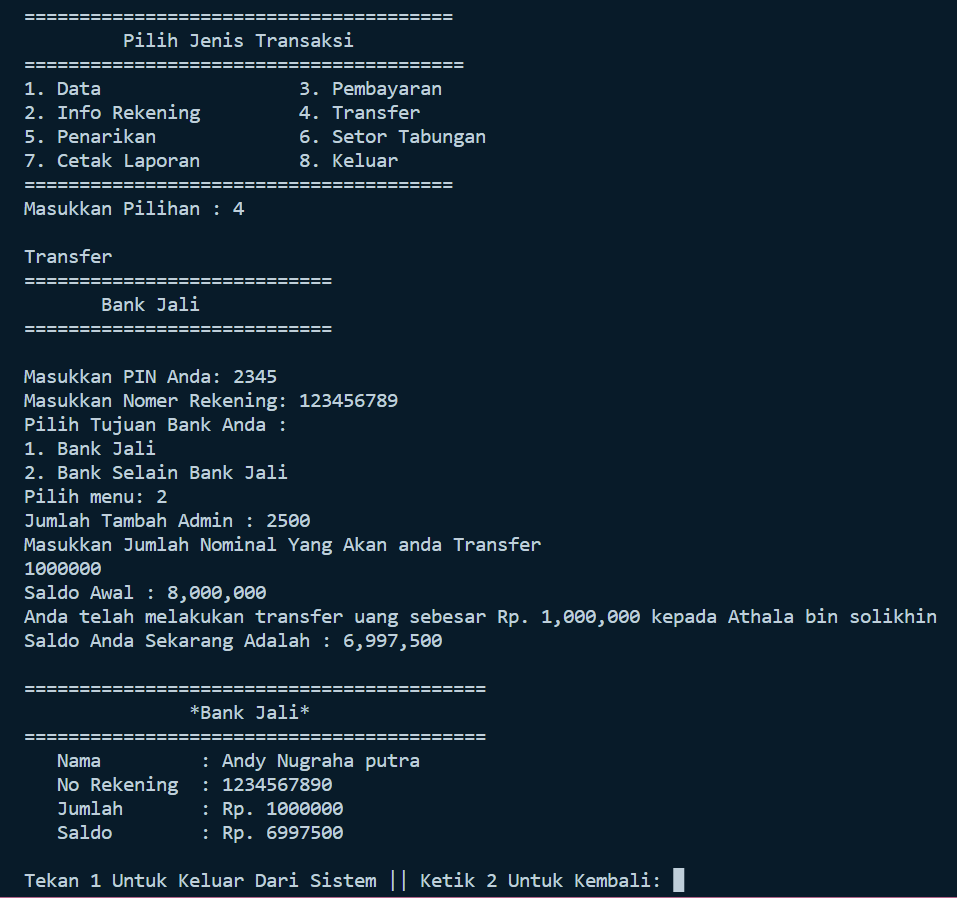 =======================================
Pilih Jenis Transaksi
========================================
1. Data 3. Pembayaran
2. Info Rekening 4. Transfer
5. Penarikan 6. Setor Tabungan
7. Cetak Laporan 8. Keluar
=======================================
Masukkan Pilihan : 4
Transfer
============================
Bank Jali
============================
Masukkan PIN Anda: 2345
Masukkan Nomer Rekening: 123456789
Pilih Tujuan Bank Anda :
1. Bank Jali
2. Bank Selain Bank Jali
Pilih menu: 2
Jumlah Tambah Admin : 2500
Masukkan Jumlah Nominal Yang Akan anda Transfer
1000000
Saldo Awal : 8,000,000
Anda telah melakukan transfer uang sebesar Rp. 1,000,000 kepada Athala bin solikhin
Saldo Anda Sekarang Adalah : 6,997,500
==========================================
*Bank Jali*
==========================================
Nama : Andy Nugraha putra
No Rekening : 1234567890
Jumlah : Rp. 1000000
Saldo : Rp. 6997500
Tekan 1 Untuk Keluar Dari Sistem || Ketik 2 Untuk Kembali: